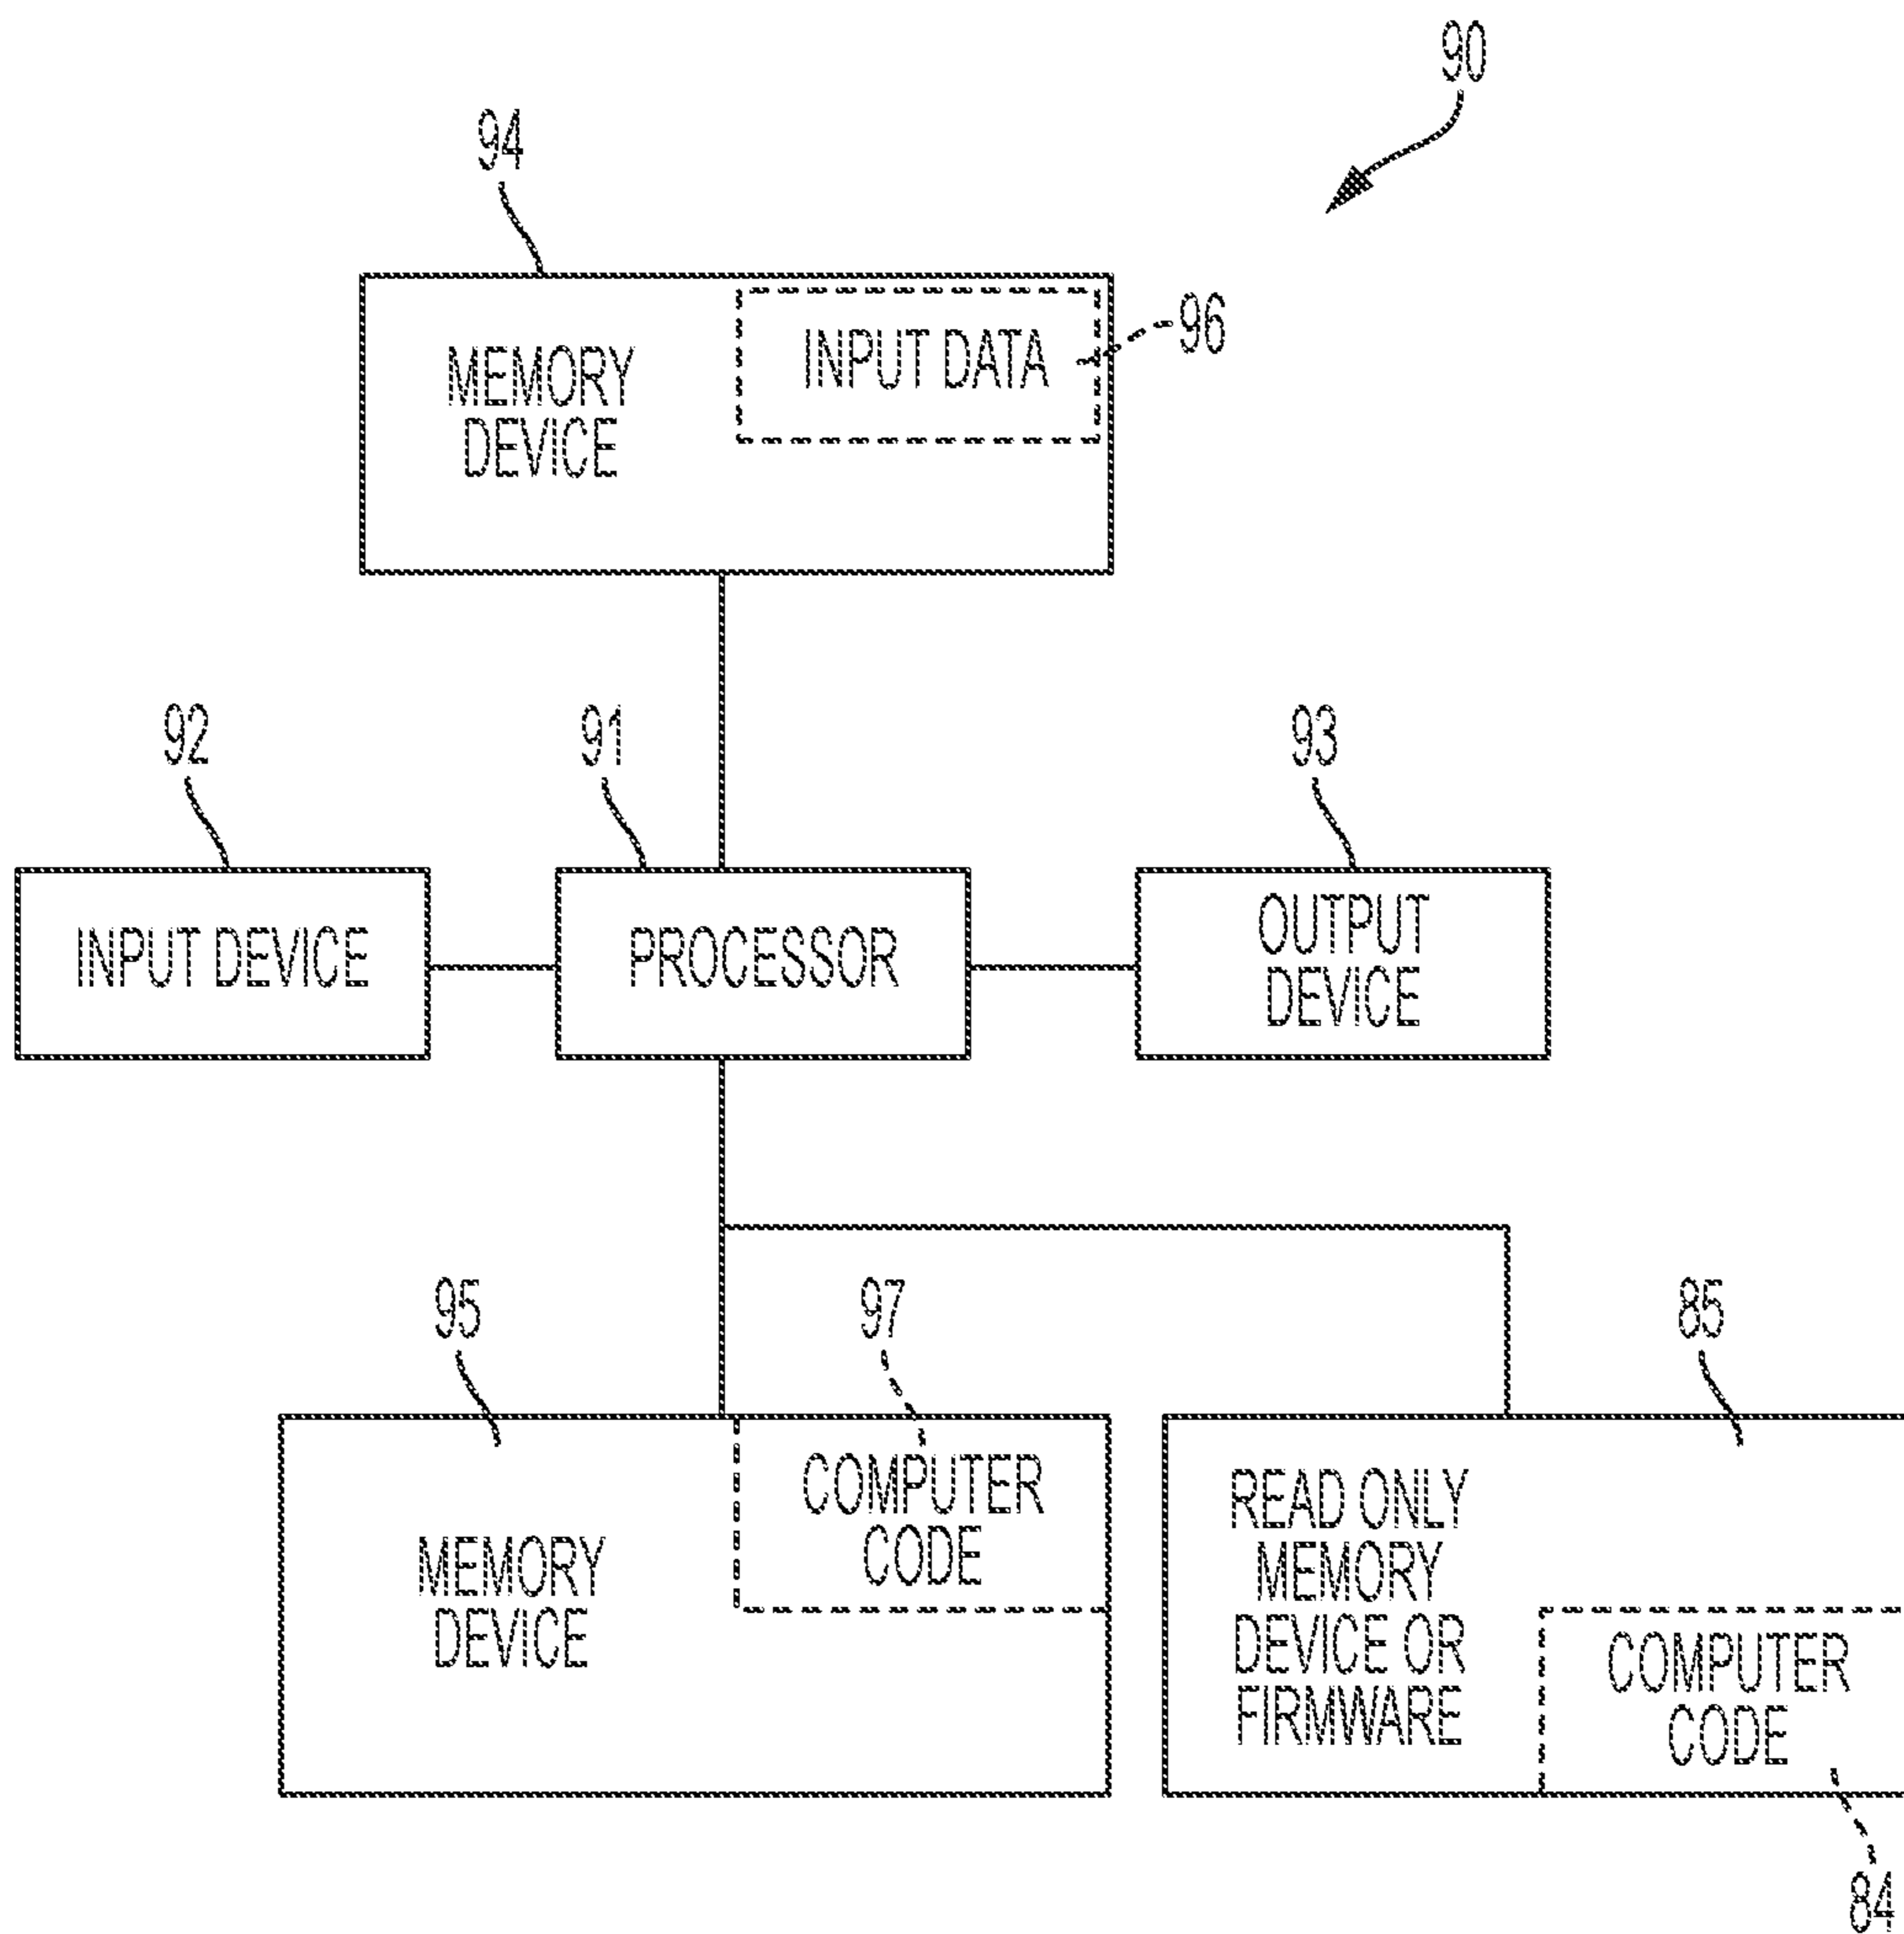 90
94
MEMORY
DEVICE
INPUT DATA
96
92
91
93
INPUT DEVICE
PROCESSOR
OUTPUT
DEVICE
95
97
85
MEMORY
DEVICE
COMPUTER
CODE
READ ONLY
MEMORY
DEVICE OR
FIRMWARE
COMPUTER
CODE
84